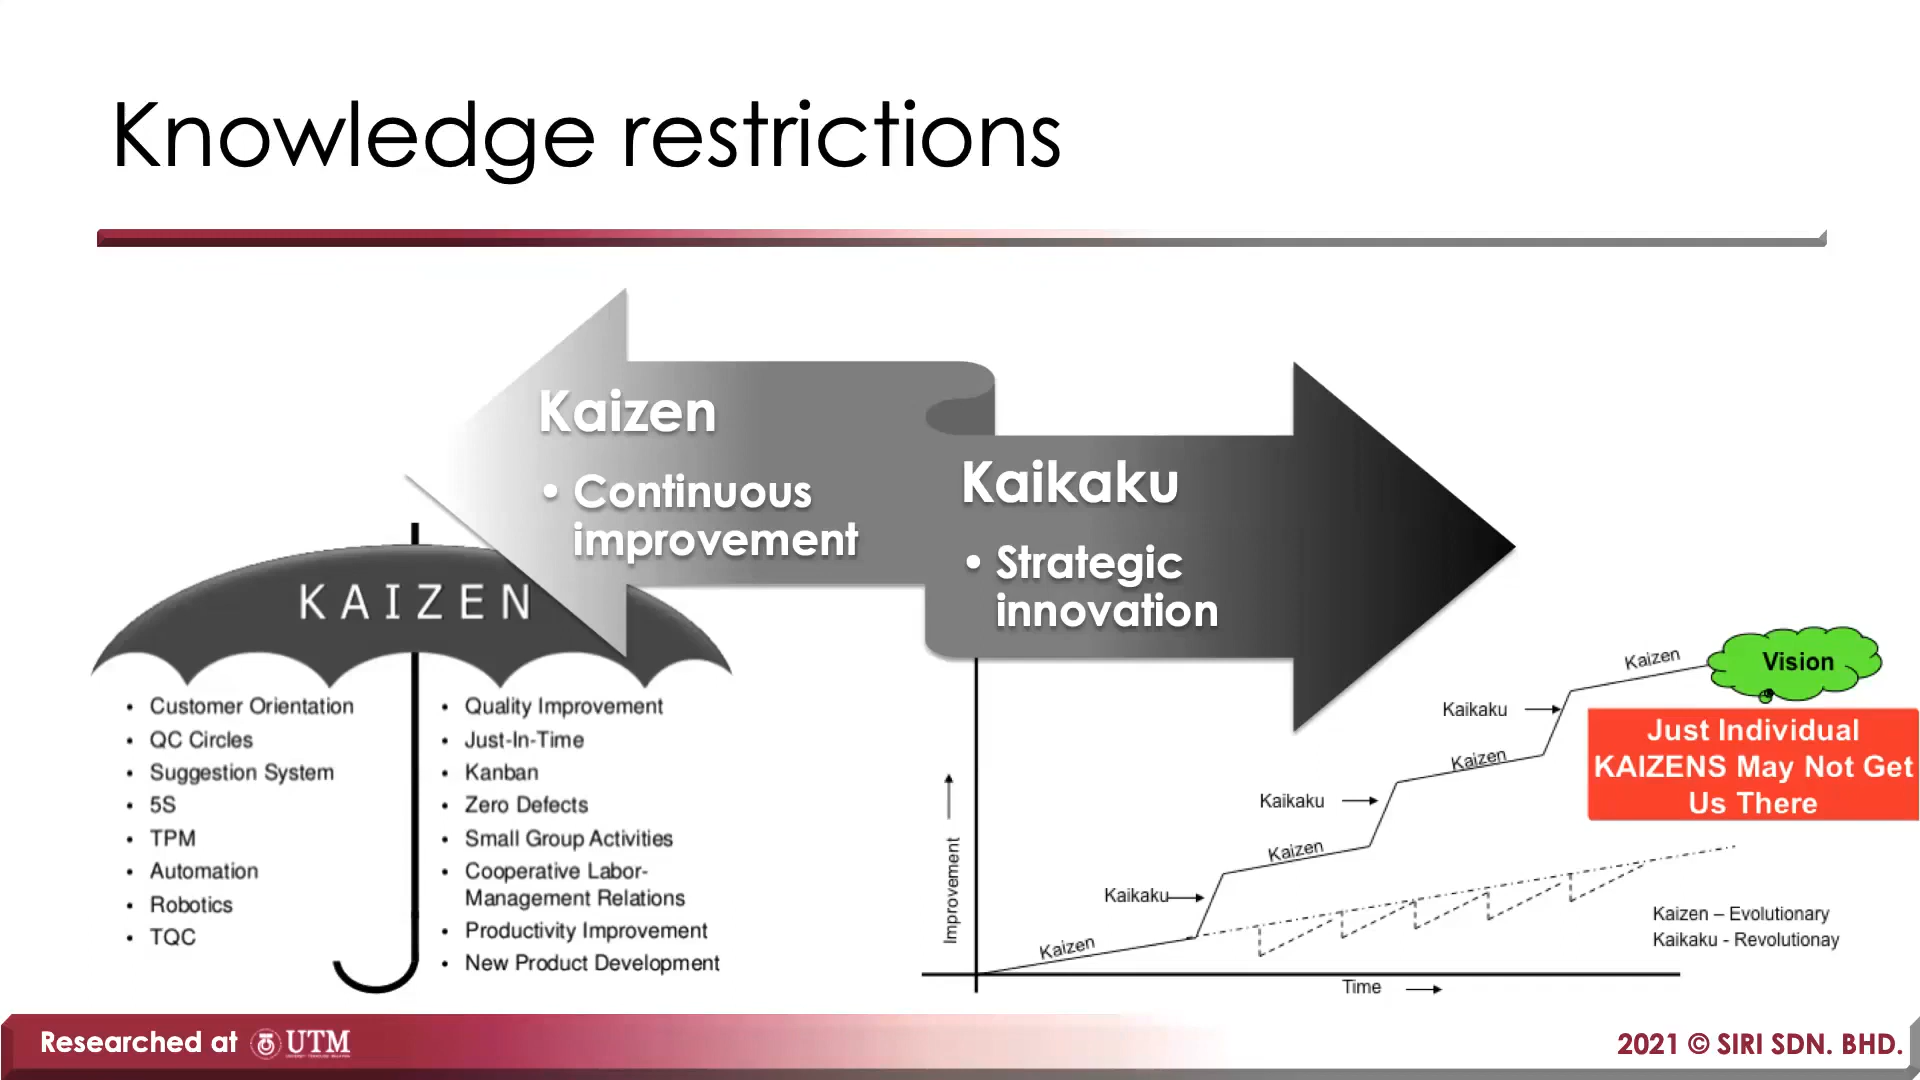 Knowledge restrictions
Kaizen
• Continuous
improvement
Kaikaku
• Strategic
innovation
KAIZEN
• Customer Orientation
• QC Circles
• Suggestion System
• 5S
• TPM
• Automation
• Robotics
• TQC
• Quality Improvement
• Just-In-Time
• Kanban
• Zero Defects
• Small Group Activities
• Cooperative Labor-
Management Relations
• Productivity Improvement
• New Product Development
Improvement
Kaizen
Kaikaku
Kaizen
Kaikaku
Kaizen
Kaikaku
Kaizen
Vision
Just Individual
KAIZENS May Not Get
Us There
Kaizen – Evolutionary
Kaikaku - Revolutionay
Time
Researched at
UTM
2021 © SIRI SDN. BHD.